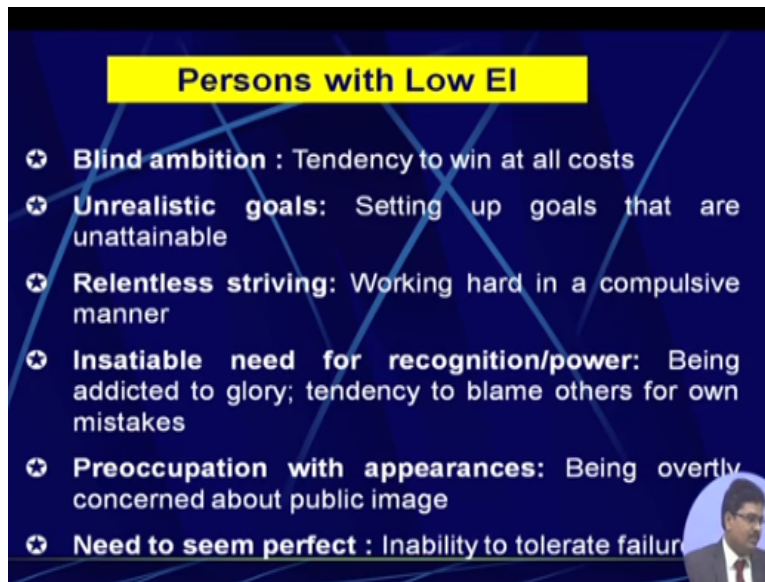 Persons with Low EI
Blind ambition : Tendency to win at all costs
Unrealistic goals: Setting up goals that are
unattainable
Relentless striving: Working hard in a compulsive
manner
Insatiable need for recognition/power: Being
addicted to glory; tendency to blame others for own
mistakes
Preoccupation with appearances: Being overtly
concerned about public image
Need to seem perfect : Inability to tolerate failur